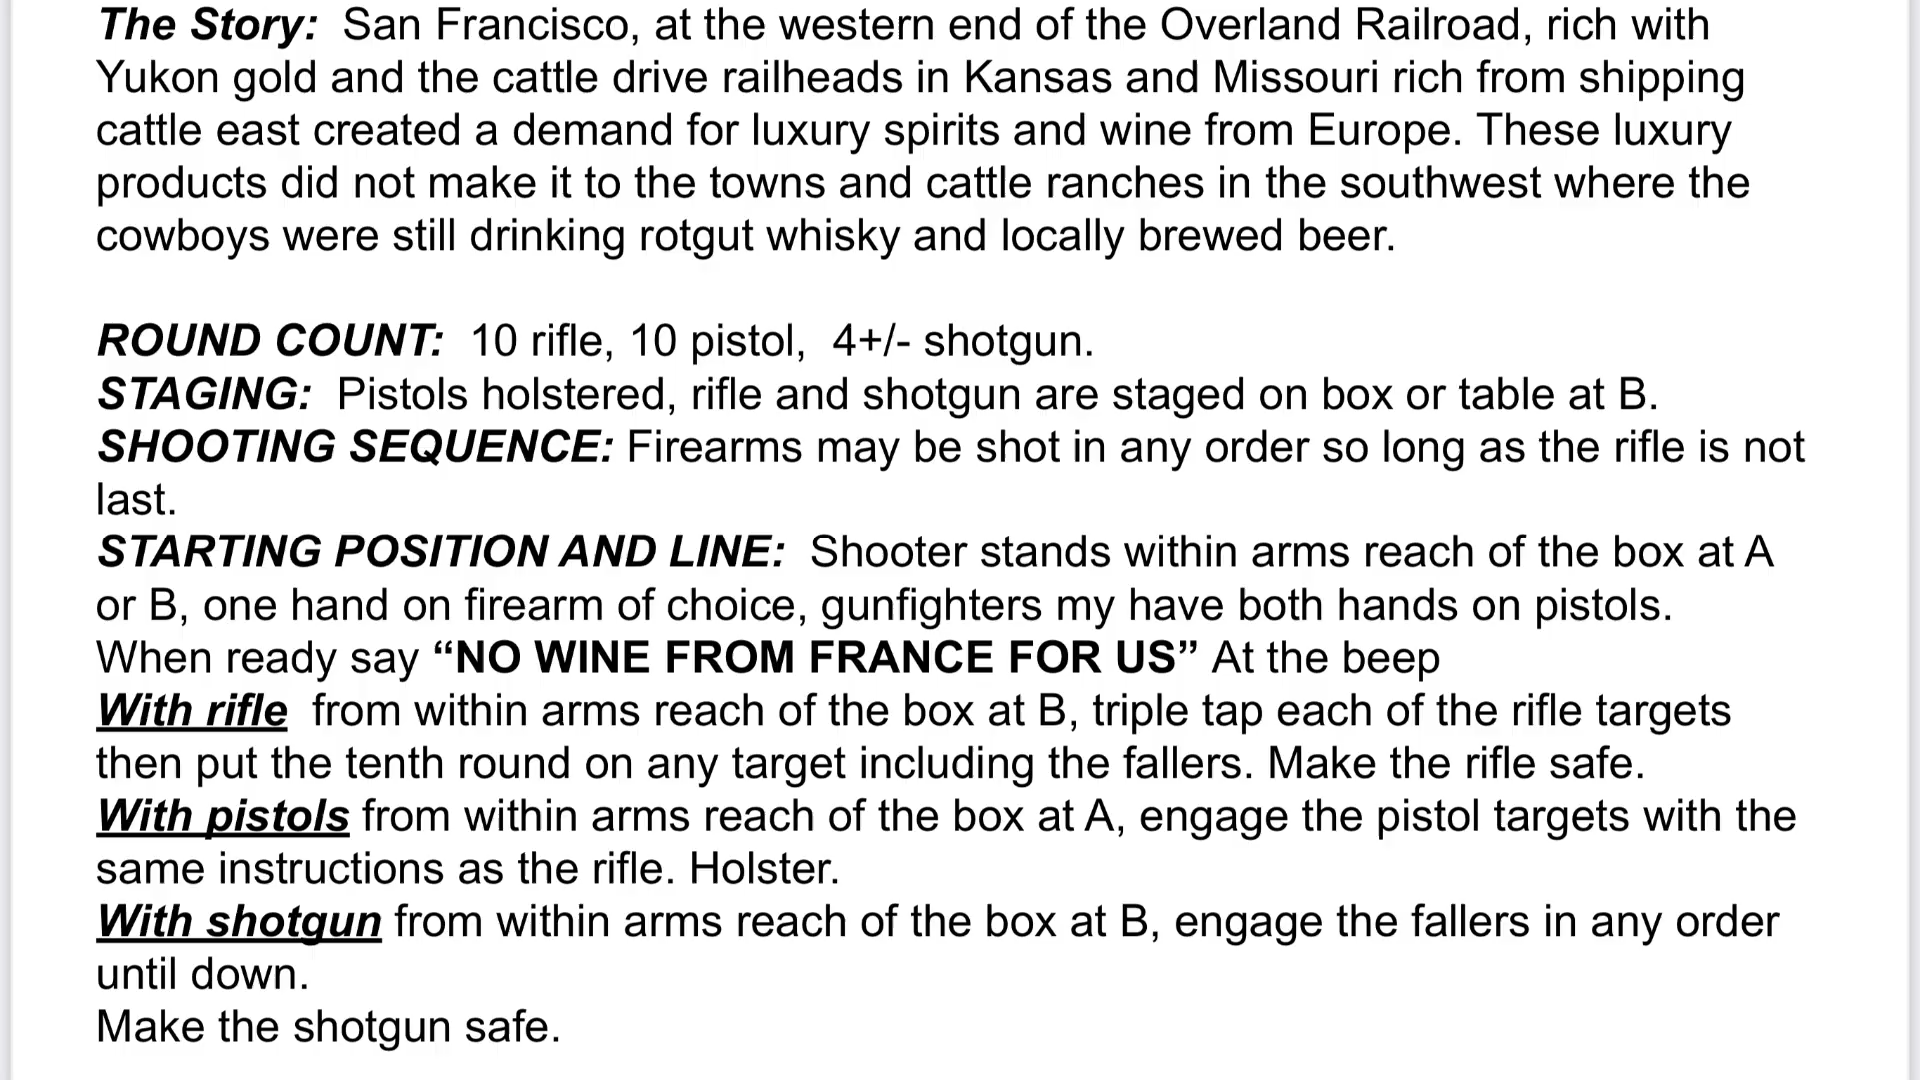 The Story: San Francisco, at the western end of the Overland Railroad, rich with
Yukon gold and the cattle drive railheads in Kansas and Missouri rich from shipping
cattle east created a demand for luxury spirits and wine from Europe. These luxury
products did not make it to the towns and cattle ranches in the southwest where the
cowboys were still drinking rotgut whisky and locally brewed beer.
ROUND COUNT: 10 rifle, 10 pistol, 4+/- shotgun.
STAGING: Pistols holstered, rifle and shotgun are staged on box or table at B.
SHOOTING SEQUENCE: Firearms may be shot in any order so long as the rifle is not
last.
STARTING POSITION AND LINE: Shooter stands within arms reach of the box at A
or B, one hand on firearm of choice, gunfighters my have both hands on pistols.
When ready say “NO WINE FROM FRANCE FOR US” At the beep
With rifle from within arms reach of the box at B, triple tap each of the rifle targets
then put the tenth round on any target including the fallers. Make the rifle safe.
With pistols from within arms reach of the box at A, engage the pistol targets with the
same instructions as the rifle. Holster.
With shotgun from within arms reach of the box at B, engage the fallers in any order
until down.
Make the shotgun safe.